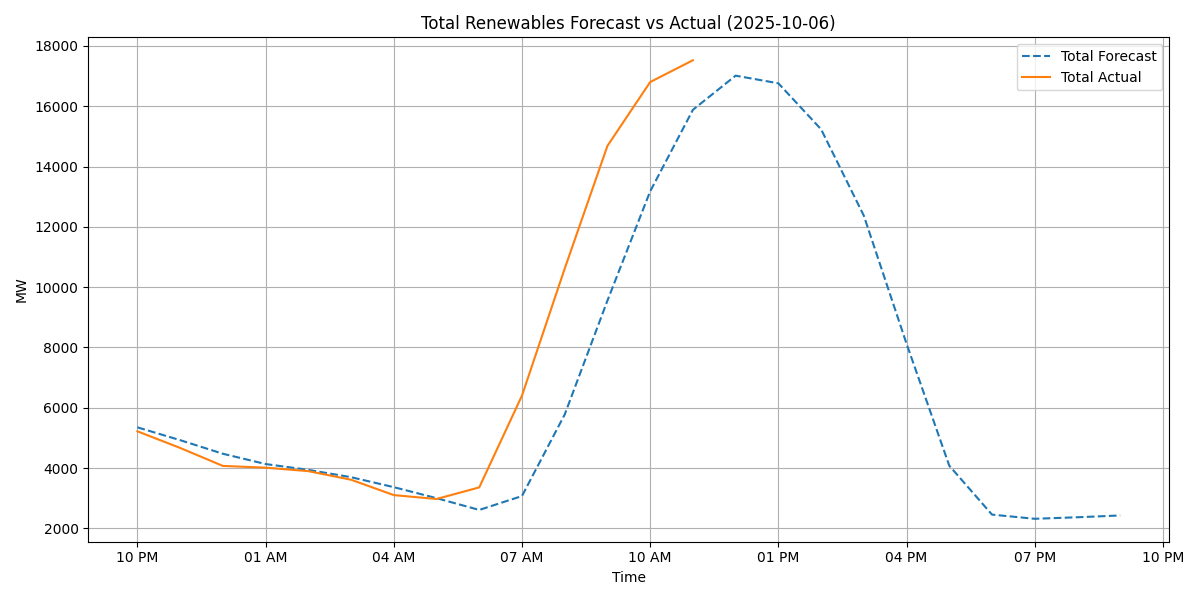 Total Renewables Forecast vs Actual (2025-10-06)
18000
16000
14000
12000
10000
8000
6000
4000
2000
MW
Total Forecast
Total Actual
10 PM 01 AM 04 AM 07 AM 10 AM 01 PM 04 PM 07 PM 10 PM
Time